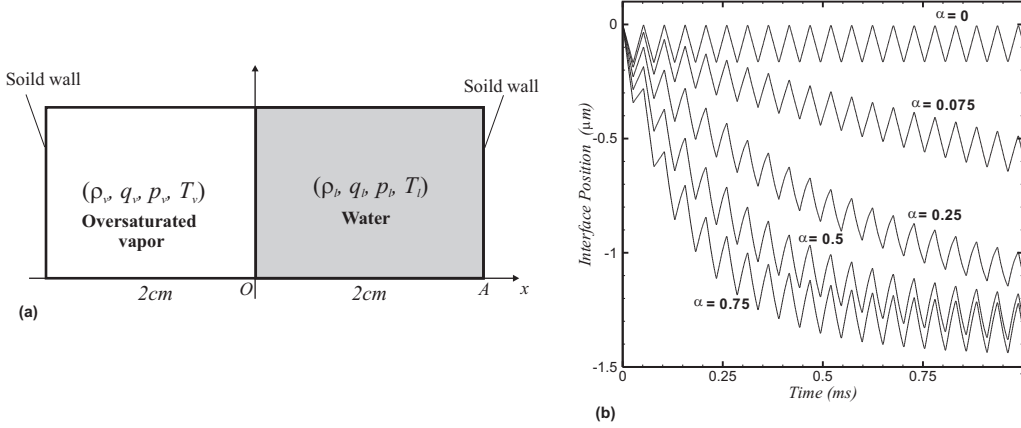 Soild wall
Soild wall
(ρv, qv, pv, Tv)
Oversaturated
vapor
(ρl, ql, pl, Tl)
Water
2cm
O
2cm
A
x
(a)
0
-0.5
-1
-1.5
Interface Position (μm)
α = 0
α = 0.075
α = 0.25
α = 0.5
α = 0.75
0
0.25
0.5
0.75
Time (ms)
(b)